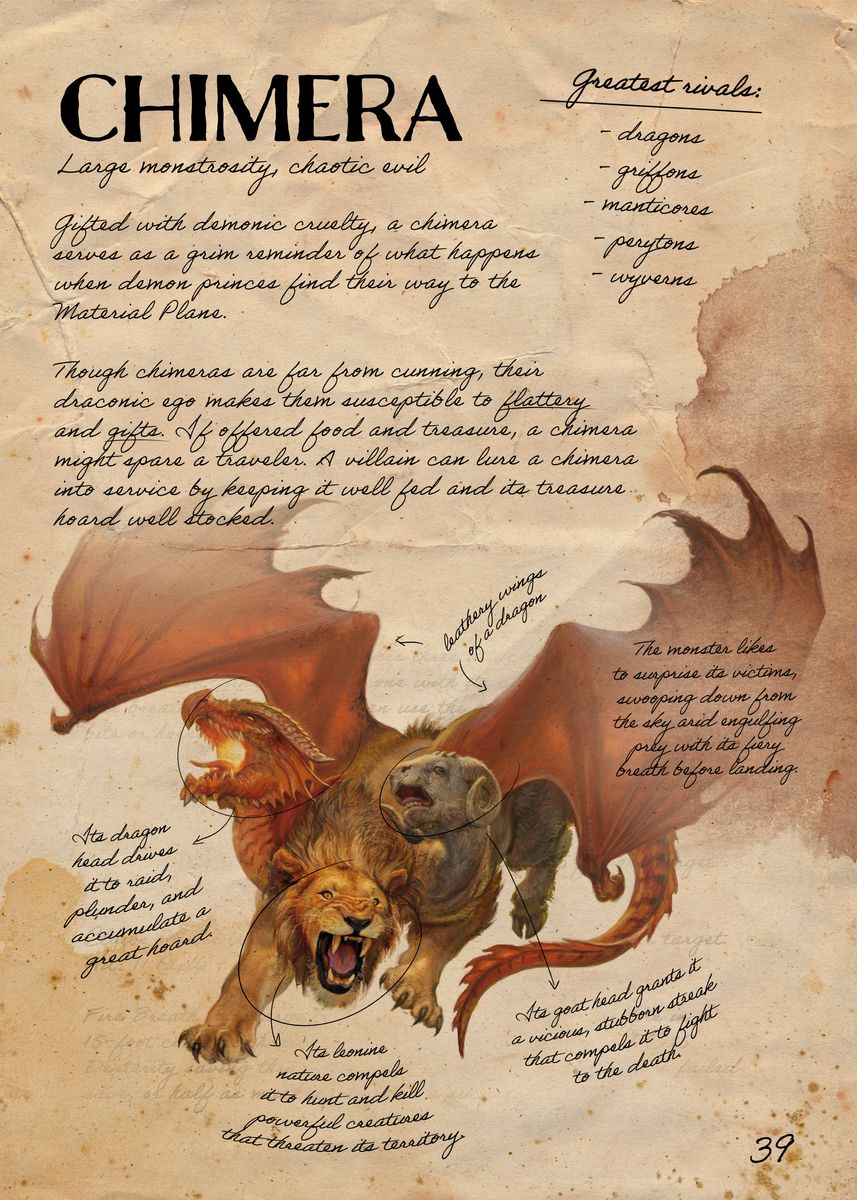 CHIMERA
Large monstrosity, chaotic evil
Greatest rivals:
- dragons
- griffons
- manticores
- perytons
- wyverns
Gifted with demonic cruelty, a chimera
serves as a grim reminder of what happens
when demon princes find their way to the
Material Plane.
Though chimeras are far from cunning, their
draconic ego makes them susceptible to flattery
and gifts. If offered food and treasure, a chimera
might spare a traveler. A villain can lure a chimera
into service by keeping it well fed and its treasure
hoard well stocked.
leathery wings
of a dragon
The monster likes
to surprise its victims,
swooping down from
the sky and engulfing
prey with its fiery
breath before landing.
Its dragon
head drives
it to raid,
plunder, and
accumulate a
great hoard.
Its goat head grants it
a vicious, stubborn streak
that compels it to fight
to the death.
Its leonine
nature compels
it to hunt and kill
powerful creatures
that threaten its territory.
target
39